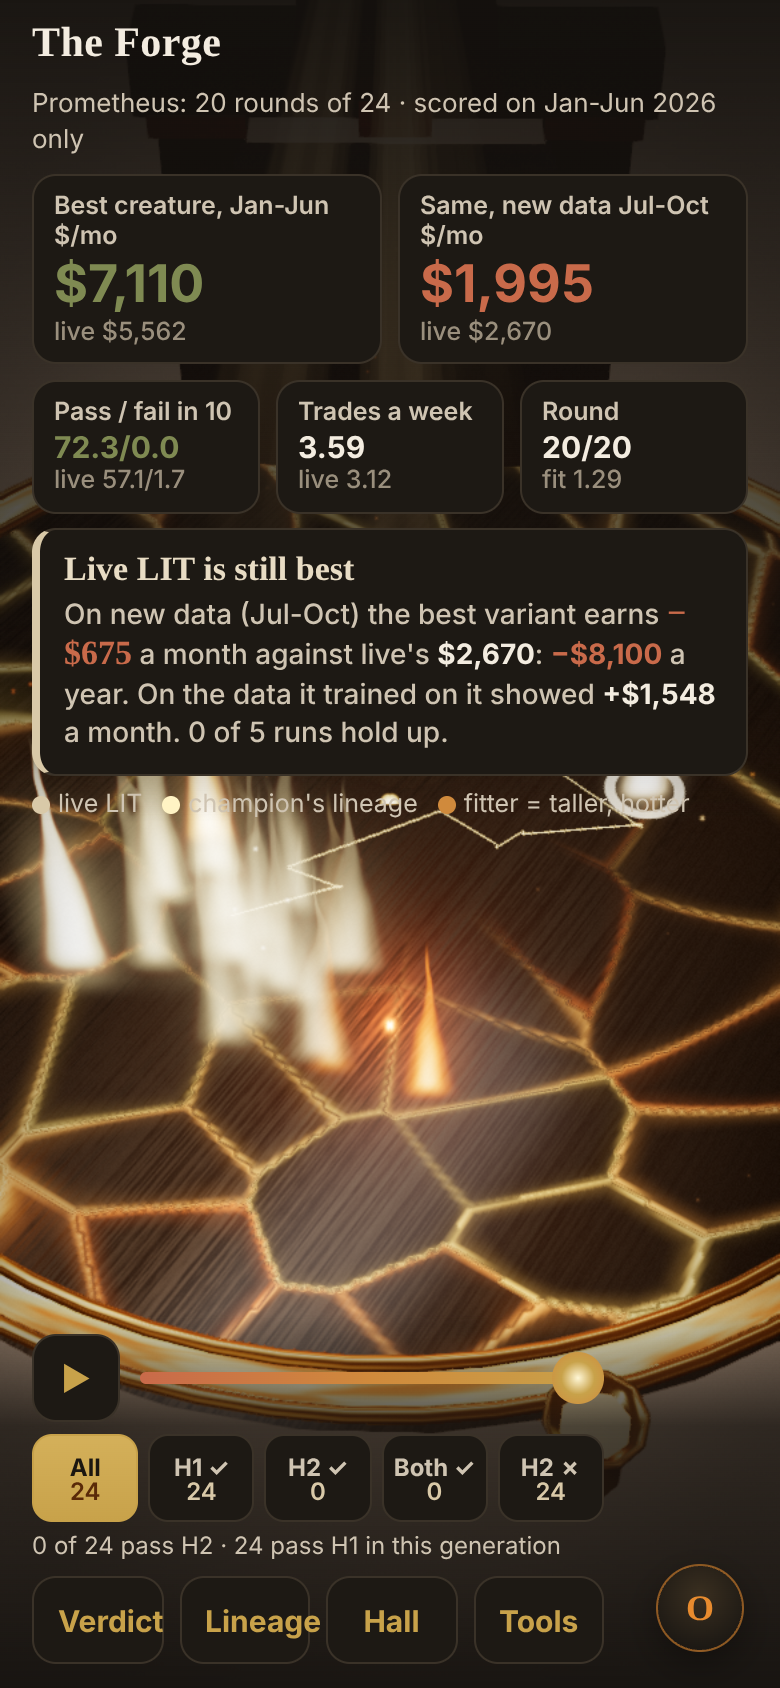 The Forge
Prometheus: 20 rounds of 24 · scored on Jan-Jun 2026
only
Best creature, Jan-Jun
$/mo
$7,110
live $5,562
Same, new data Jul-Oct
$/mo
$1,995
live $2,670
Pass / fail in 10
72.3/0.0
live 57.1/1.7
Trades a week
3.59
live 3.12
Round
20/20
fit 1.29
Live LIT is still best
On new data (Jul-Oct) the best variant earns −
$675 a month against live's $2,670: −$8,100 a
year. On the data it trained on it showed +$1,548
a month. 0 of 5 runs hold up.
live LIT champion's lineage fitter = taller, hotter
All
24
H1 ✓
24
H2 ✓
0
Both ✓
0
H2 ×
24
0 of 24 pass H2 · 24 pass H1 in this generation
Verdict
Lineage
Hall
Tools
O